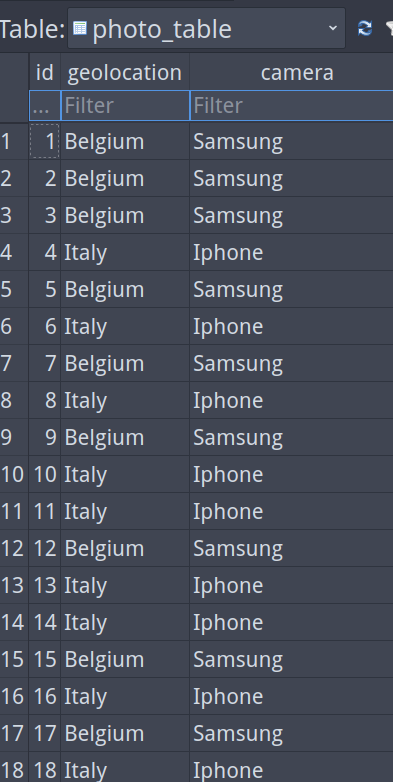 Table: photo_table
id geolocation camera
... Filter Filter
1 1 Belgium Samsung
2 2 Belgium Samsung
3 3 Belgium Samsung
4 4 Italy Iphone
5 5 Belgium Samsung
6 6 Italy Iphone
7 7 Belgium Samsung
8 8 Italy Iphone
9 9 Belgium Samsung
10 10 Italy Iphone
11 11 Italy Iphone
12 12 Belgium Samsung
13 13 Italy Iphone
14 14 Italy Iphone
15 15 Belgium Samsung
16 16 Italy Iphone
17 17 Belgium Samsung
18 18 Italy Iphone